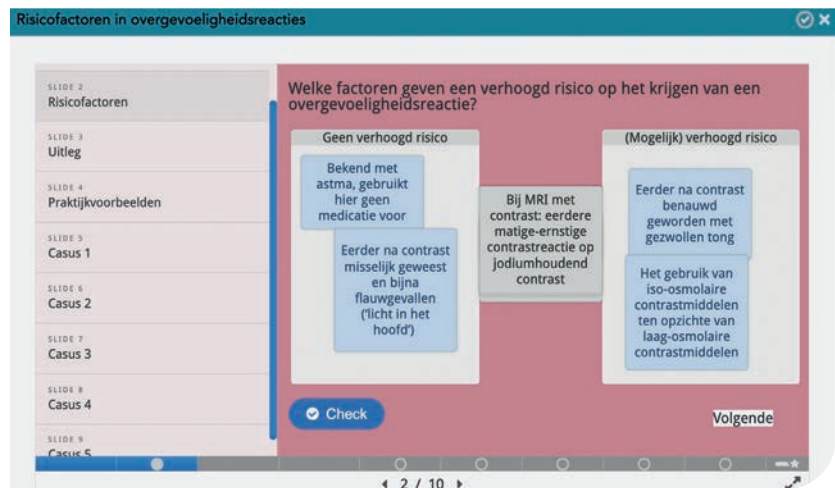 Risicofactoren in overgevoeligheidsreacties
SLIDE 2
Risicofactoren
SLIDE 3
Uitleg
SLIDE 4
Praktijkvoorbeelden
SLIDE 5
Casus 1
SLIDE 6
Casus 2
SLIDE 7
Casus 3
SLIDE 8
Casus 4
SLIDE 9
Casus 5
Welke factoren geven een verhoogd risico op het krijgen van een
overgevoeligheidsreactie?
Geen verhoogd risico
Bekend met
astma, gebruikt
hier geen
medicatie voor
Eerder na contrast
misselijk geweest
en bijna
flauwgevallen
('licht in het
hoofd')
Bij MRI met
contrast: eerdere
matige-ernstige
contrastreactie op
jodiumhoudend
contrast
(Mogelijk) verhoogd risico
Eerder na contrast
benauwd
geworden met
gezwollen tong
Het gebruik van
iso-osmolaire
contrastmiddelen
ten opzichte van
laag-osmolaire
contrastmiddelen
Check
Volgende
2 / 10